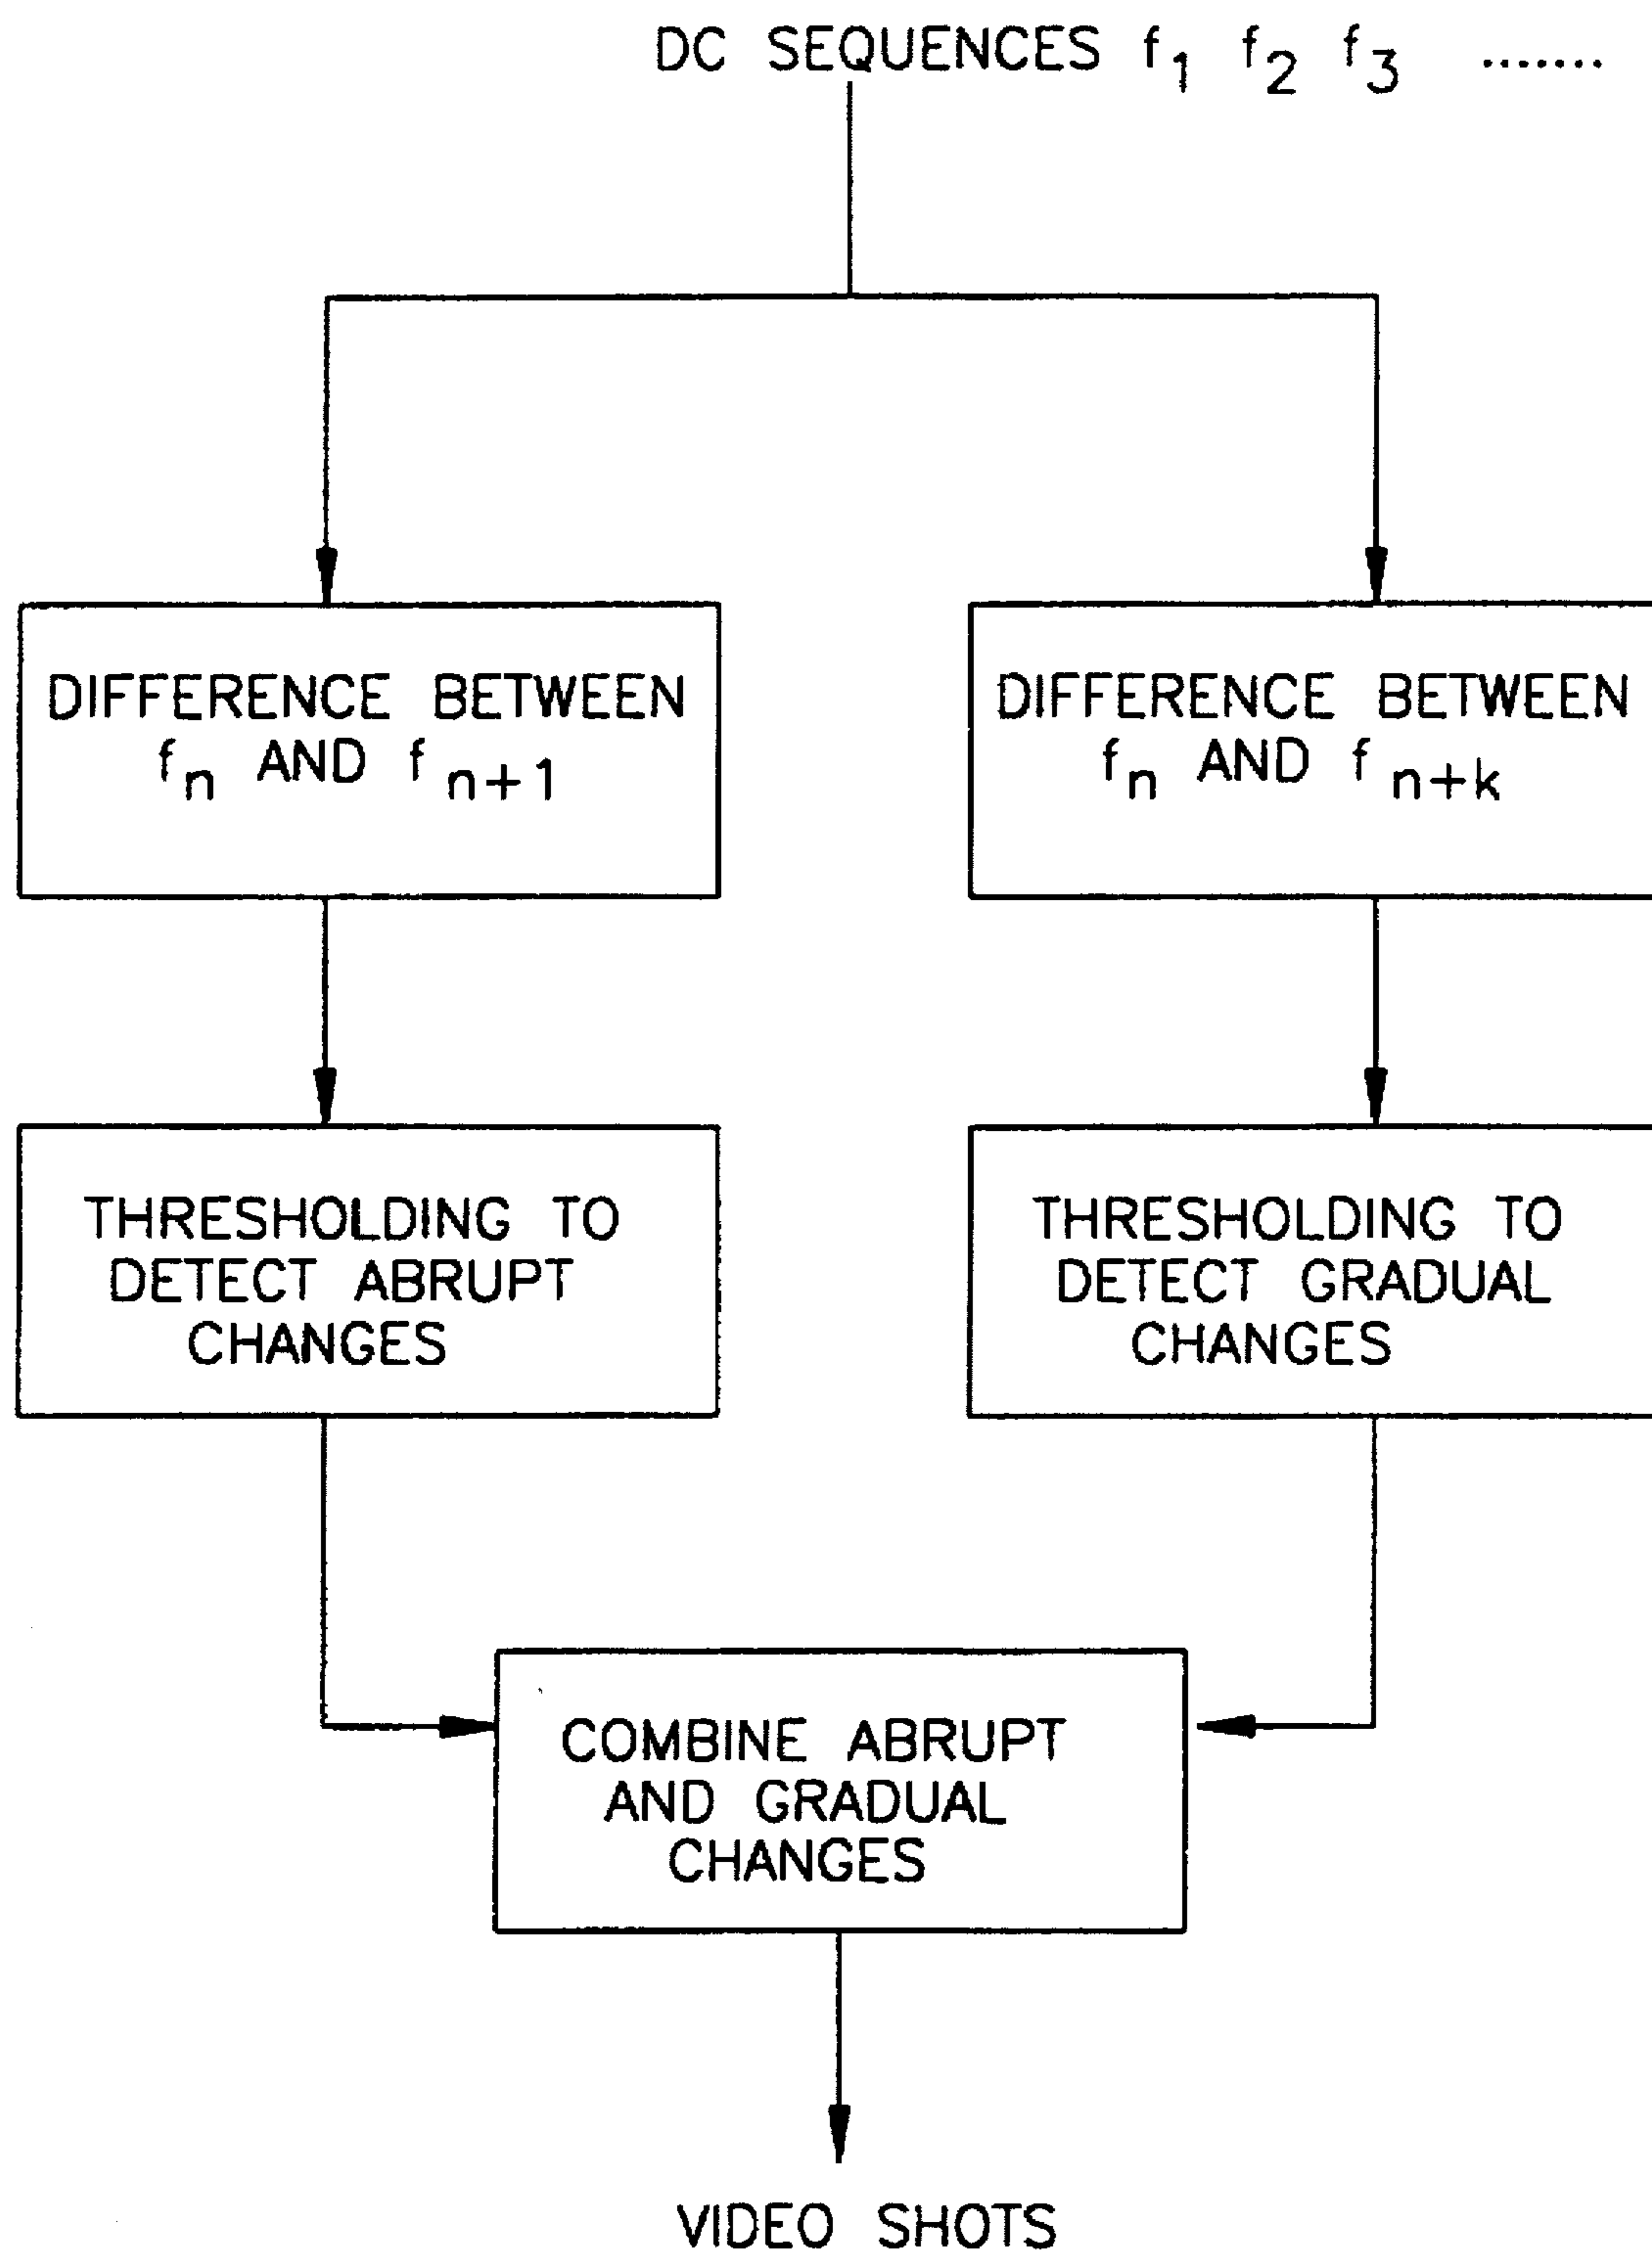 DC SEQUENCES f₁ f₂ f₃ .......
DIFFERENCE BETWEEN
fₙ AND fₙ₊₁
DIFFERENCE BETWEEN
fₙ AND fₙ₊ₖ
THRESHOLDING TO
DETECT ABRUPT
CHANGES
THRESHOLDING TO
DETECT GRADUAL
CHANGES
COMBINE ABRUPT
AND GRADUAL
CHANGES
VIDEO SHOTS